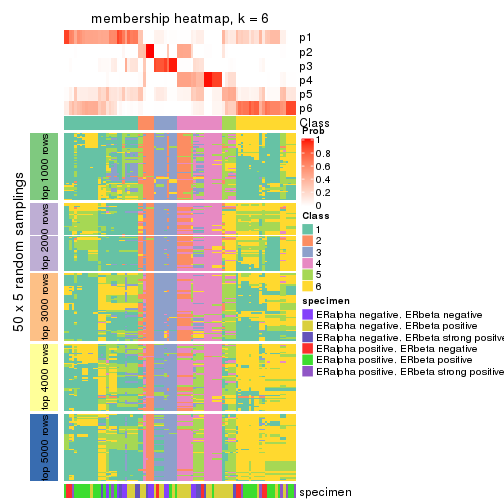 membership heatmap, k = 6
p1
p2
p3
p4
p5
p6
Class
Prob
1
0.8
0.6
0.4
0.2
0
Class
1
2
3
4
5
6
specimen
ERalpha negative. ERbeta negative
ERalpha negative. ERbeta positive
ERalpha negative. ERbeta strong positive
ERalpha positive. ERbeta negative
ERalpha positive. ERbeta positive
ERalpha positive. ERbeta strong positive
50 x 5 random samplings
top 1000 rows
top 2000 rows
top 3000 rows
top 4000 rows
top 5000 rows
specimen